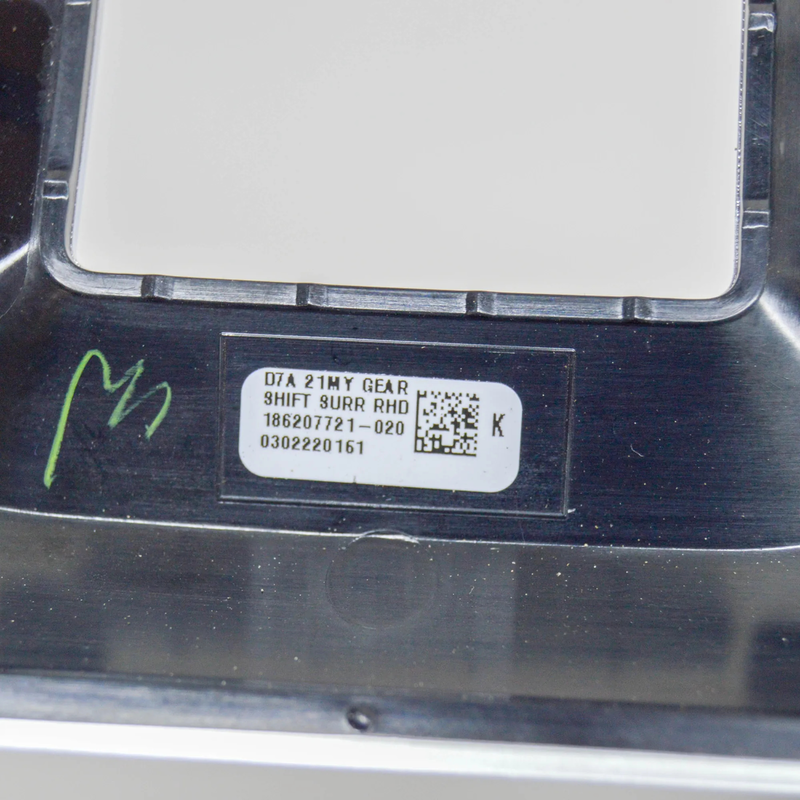 D7A 21MY GEAR
SHIFT SURR RHD
186207721-020
0302220161
K